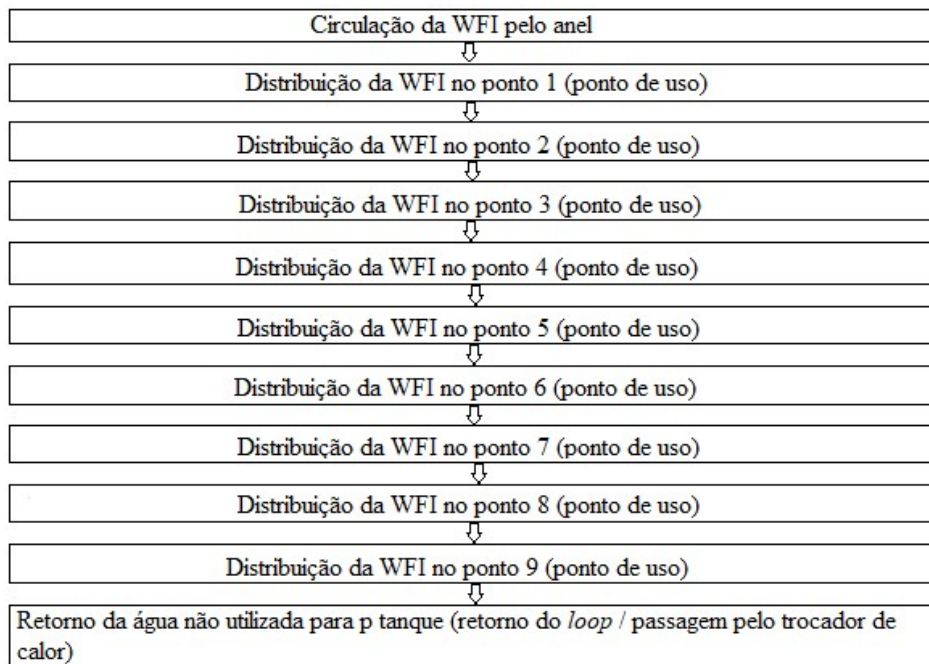 Circulação da WFI pelo anel
Distribuição da WFI no ponto 1 (ponto de uso)
Distribuição da WFI no ponto 2 (ponto de uso)
Distribuição da WFI no ponto 3 (ponto de uso)
Distribuição da WFI no ponto 4 (ponto de uso)
Distribuição da WFI no ponto 5 (ponto de uso)
Distribuição da WFI no ponto 6 (ponto de uso)
Distribuição da WFI no ponto 7 (ponto de uso)
Distribuição da WFI no ponto 8 (ponto de uso)
Distribuição da WFI no ponto 9 (ponto de uso)
Retorno da água não utilizada para p tanque (retorno do loop / passagem pelo trocador de
calor)